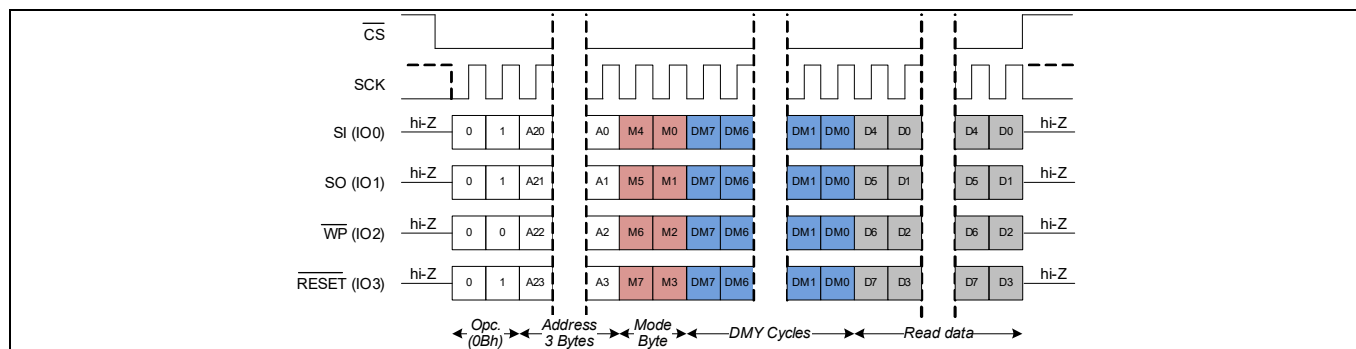 CS
SCK
SI (IO0) hi-Z 0 1 A20 A0 M4 M0 DM7 DM6 DM1 DM0 D4 D0 D4 D0 hi-Z
SO (IO1) hi-Z 0 1 A21 A1 M5 M1 DM7 DM6 DM1 DM0 D5 D1 D5 D1 hi-Z
WP (IO2) hi-Z 0 0 A22 A2 M6 M2 DM7 DM6 DM1 DM0 D6 D2 D6 D2 hi-Z
RESET (IO3) hi-Z 0 1 A23 A3 M7 M3 DM7 DM6 DM1 DM0 D7 D3 D7 D3 hi-Z
Opc. Address Mode DMY Cycles Read data
(0Bh) 3 Bytes Byte